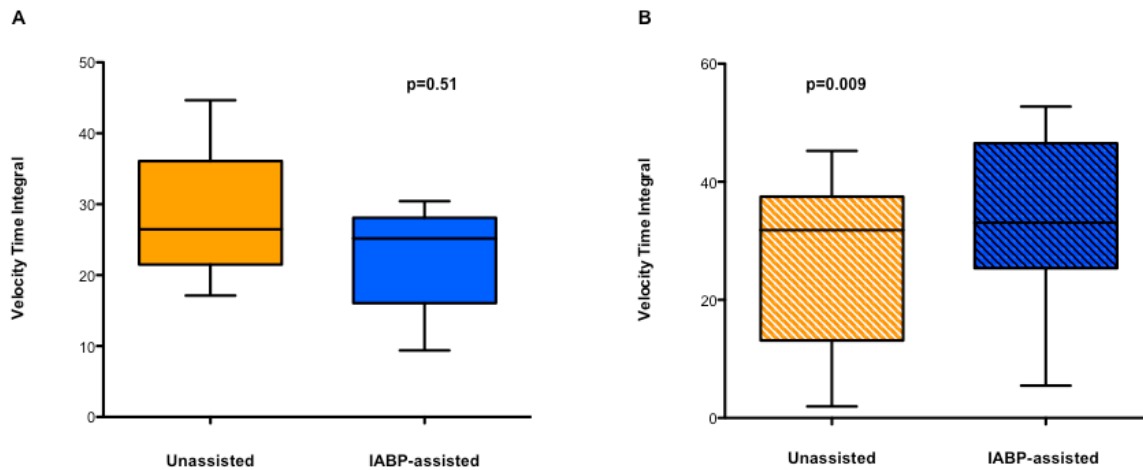 A
Velocity Time Integral
50
40
30
20
10
0
p=0.51
Unassisted
IABP-assisted
B
Velocity Time Integral
60
40
20
0
p=0.009
Unassisted
IABP-assisted